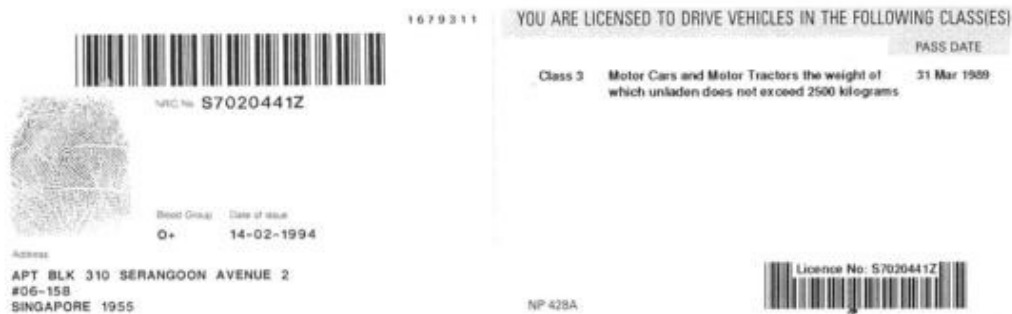 1679311
NRIC No. S7020441Z
Blood Group Date of issue
O+ 14-02-1994
Address
APT BLK 310 SERANGOON AVENUE 2
#06-158
SINGAPORE 1955
YOU ARE LICENSED TO DRIVE VEHICLES IN THE FOLLOWING CLASS(ES)
PASS DATE
Class 3 Motor Cars and Motor Tractors the weight of 31 Mar 1989
which unladen does not exceed 2500 kilograms
Licence No: S7020441Z
NP 428A